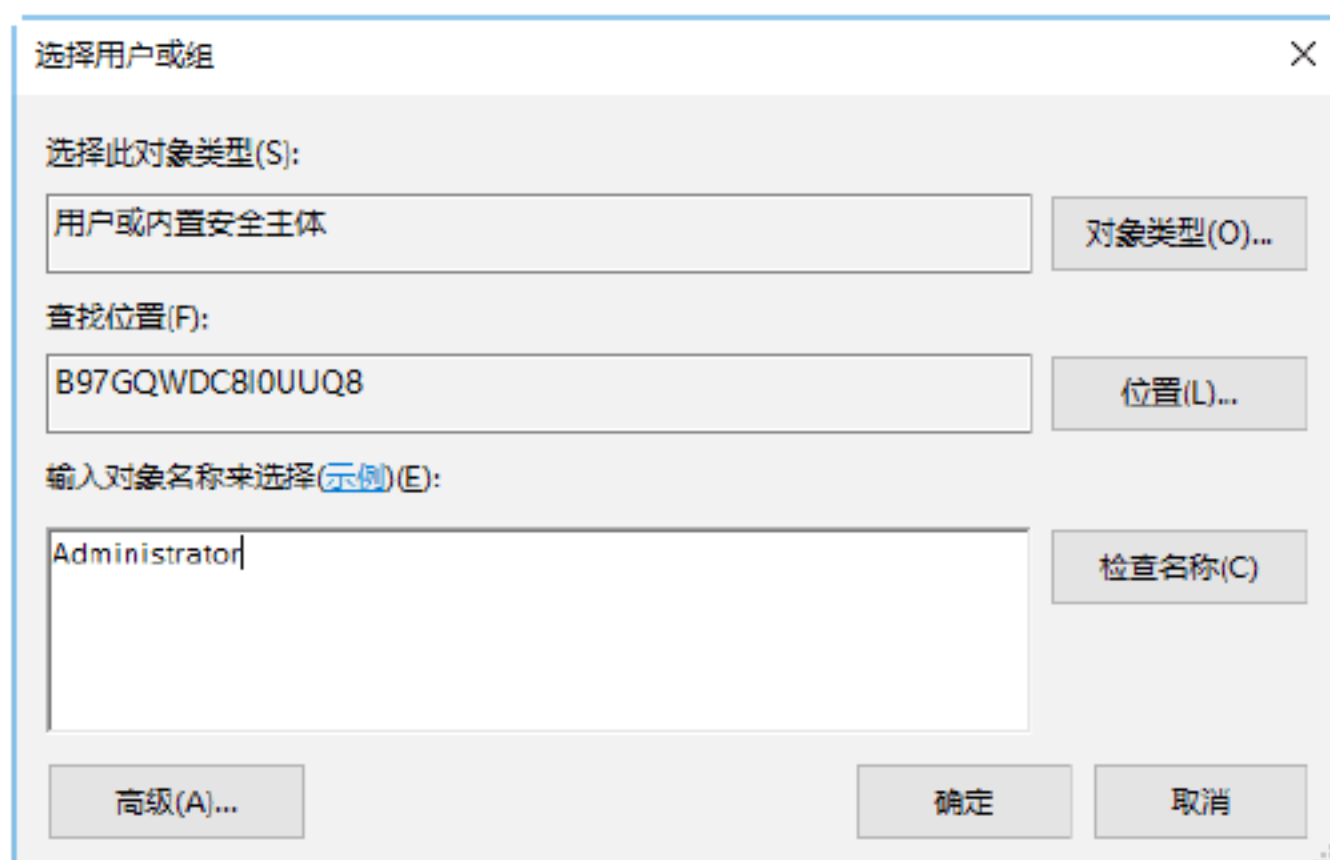 选择用户或组
选择此对象类型(S):
用户或内置安全主体
对象类型(O)...
查找位置(F):
B97GQWDC8I0UUQ8
位置(L)...
输入对象名称来选择(示例)(E):
Administrator
检查名称(C)
高级(A)...
确定
取消